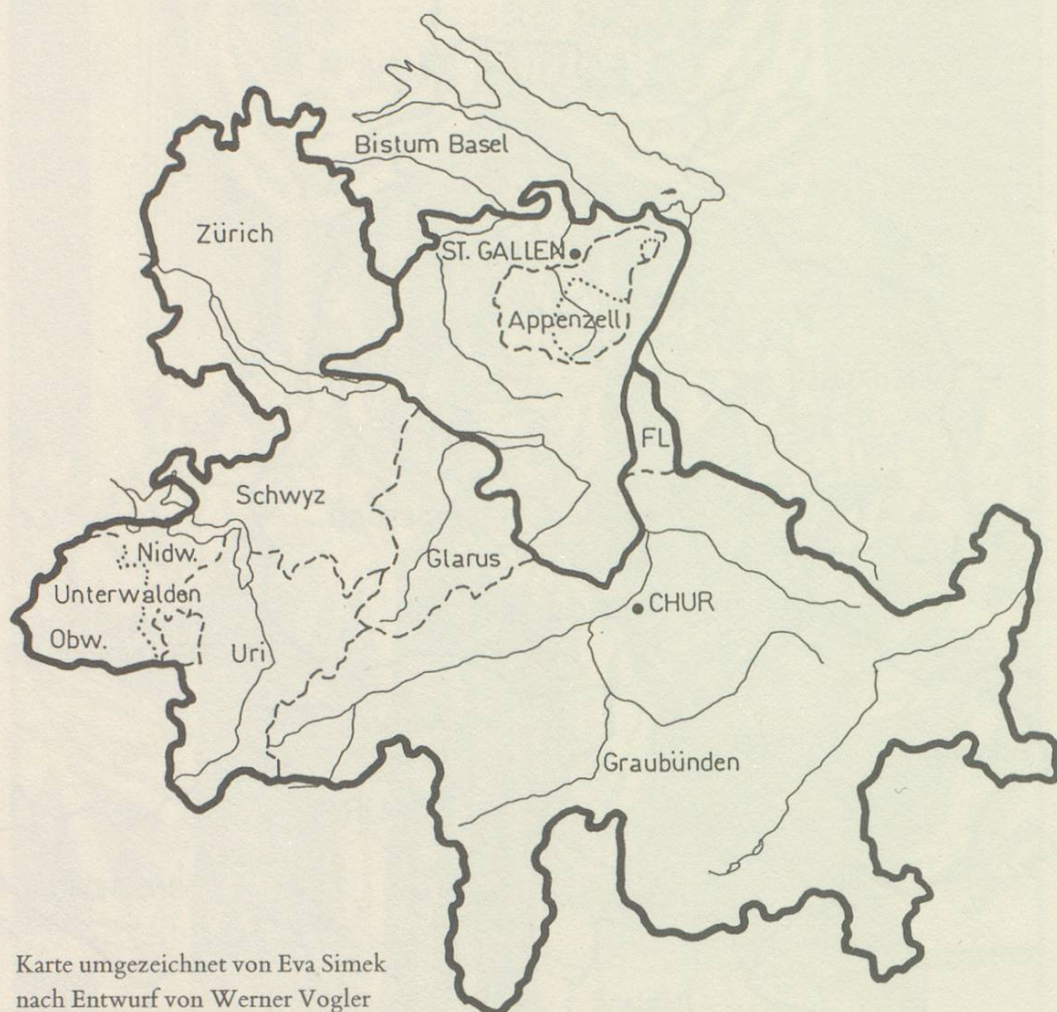 Bistum Basel
Zürich
ST. GALLEN
Appenzell
FL
Schwyz
Nidw.
Glarus
Unterwalden
CHUR
Obw.
Uri
Graubünden
Karte umgezeichnet von Eva Simek
nach Entwurf von Werner Vogler